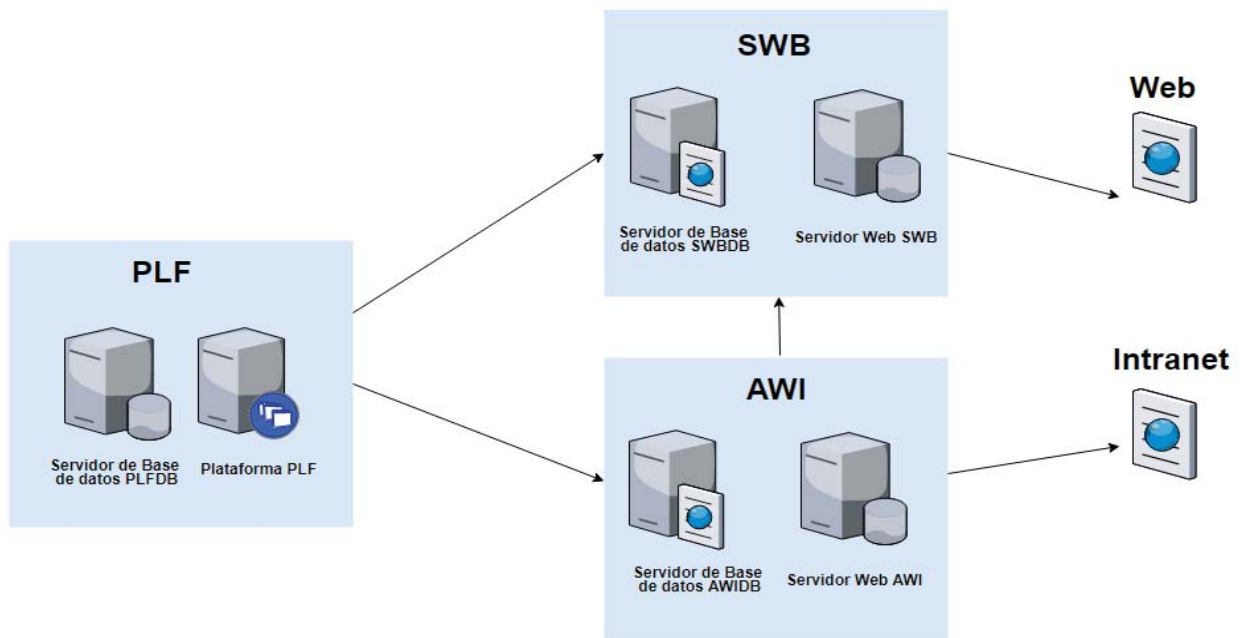 SWB
Servidor de Base
de datos SWBDB
Servidor Web SWB
Web
PLF
Servidor de Base
de datos PLFDB
Plataforma PLF
AWI
Servidor de Base
de datos AWIDB
Servidor Web AWI
Intranet